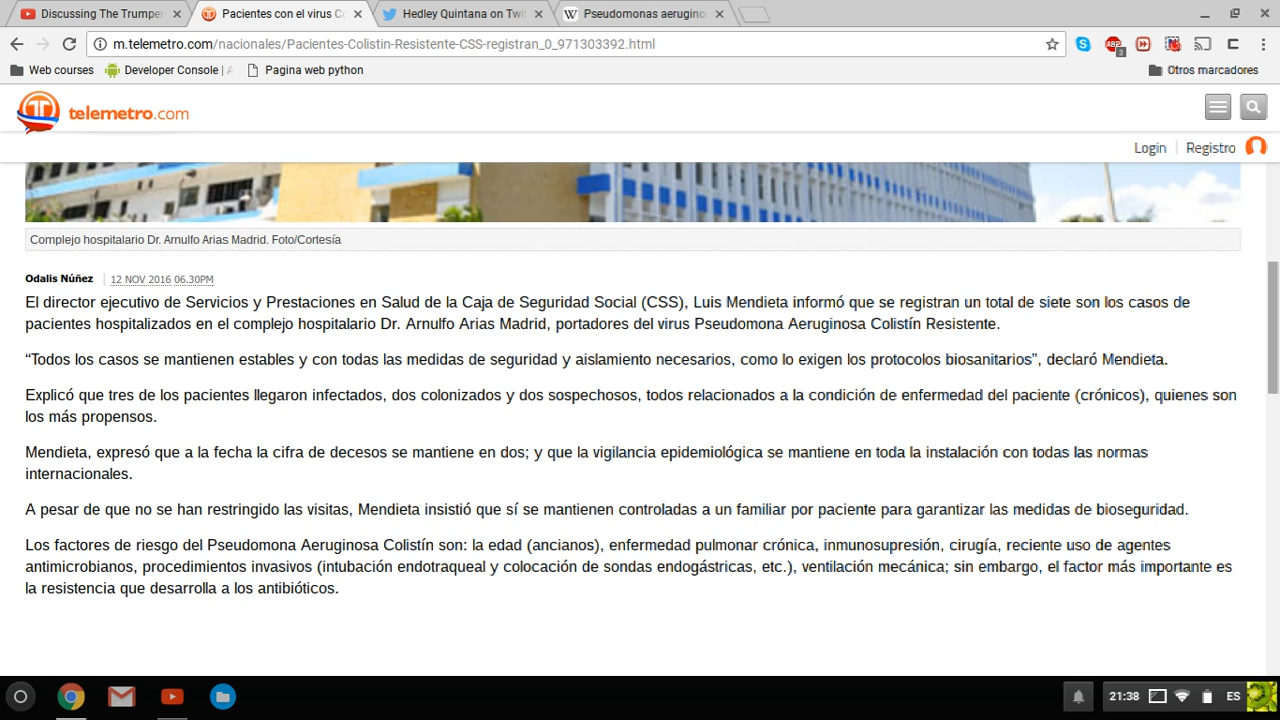 Discussing The Trumper
Pacientes con el virus Co
Hedley Quintana on Twi
Pseudomonas aerugino
m.telemetro.com/nacionales/Pacientes-Colistin-Resistente-CSS-registran_0_971303392.html
ABP
3
Web courses
Developer Console | A
Pagina web python
Otros marcadores
telemetro.com
Login
Registro
Complejo hospitalario Dr. Arnulfo Arias Madrid. Foto/Cortesía
Odalis Núñez 12 NOV 2016 06.30PM
El director ejecutivo de Servicios y Prestaciones en Salud de la Caja de Seguridad Social (CSS), Luis Mendieta informó que se registran un total de siete son los casos de
pacientes hospitalizados en el complejo hospitalario Dr. Arnulfo Arias Madrid, portadores del virus Pseudomona Aeruginosa Colistín Resistente.
“Todos los casos se mantienen estables y con todas las medidas de seguridad y aislamiento necesarios, como lo exigen los protocolos biosanitarios”, declaró Mendieta.
Explicó que tres de los pacientes llegaron infectados, dos colonizados y dos sospechosos, todos relacionados a la condición de enfermedad del paciente (crónicos), quienes son
los más propensos.
Mendieta, expresó que a la fecha la cifra de decesos se mantiene en dos; y que la vigilancia epidemiológica se mantiene en toda la instalación con todas las normas
internacionales.
A pesar de que no se han restringido las visitas, Mendieta insistió que sí se mantienen controladas a un familiar por paciente para garantizar las medidas de bioseguridad.
Los factores de riesgo del Pseudomona Aeruginosa Colistín son: la edad (ancianos), enfermedad pulmonar crónica, inmunosupresión, cirugía, reciente uso de agentes
antimicrobianos, procedimientos invasivos (intubación endotraqueal y colocación de sondas endogástricas, etc.), ventilación mecánica; sin embargo, el factor más importante es
la resistencia que desarrolla a los antibióticos.
21:38
ES